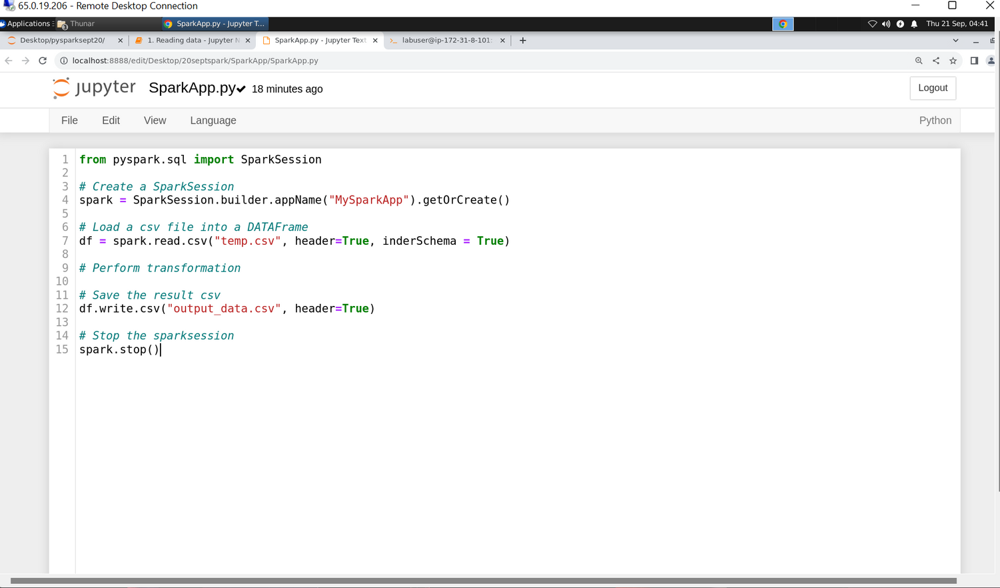 65.0.19.206 - Remote Desktop Connection
Applications Thunar SparkApp.py - Jupyter T... Thu 21 Sep, 04:41
Desktop/pysparksept20/ 1. Reading data - Jupyter N SparkApp.py - Jupyter Text labuser@ip-172-31-8-101:
localhost:8888/edit/Desktop/20septspark/SparkApp/SparkApp.py
jupyter SparkApp.py 18 minutes ago Logout
File Edit View Language Python
1 from pyspark.sql import SparkSession
2
3 # Create a SparkSession
4 spark = SparkSession.builder.appName("MySparkApp").getOrCreate()
5
6 # Load a csv file into a DATAFrame
7 df = spark.read.csv("temp.csv", header=True, inderSchema = True)
8
9 # Perform transformation
10
11 # Save the result csv
12 df.write.csv("output_data.csv", header=True)
13
14 # Stop the sparksession
15 spark.stop()